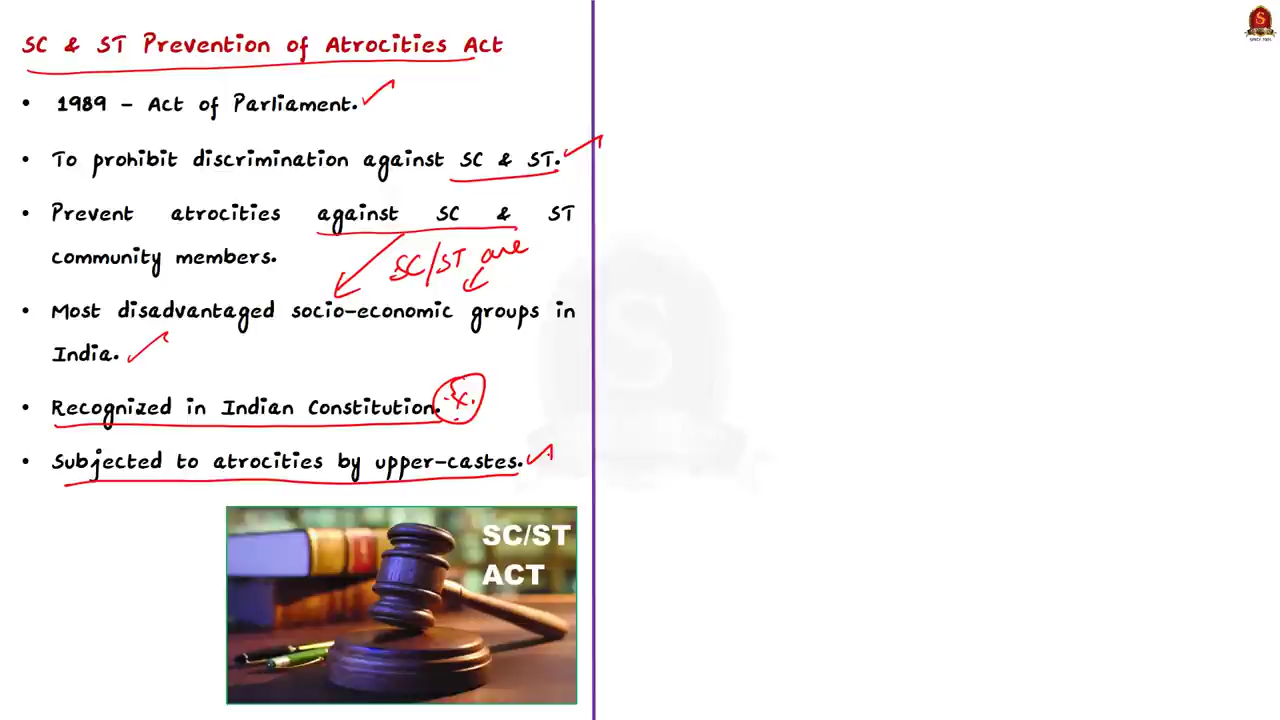 SC & ST Prevention of Atrocities Act
• 1989 - Act of Parliament.
• To prohibit discrimination against SC & ST.
• Prevent atrocities against SC & ST
community members.
SC/ST are
• Most disadvantaged socio-economic groups in
India.
• Recognized in Indian Constitution.
• Subjected to atrocities by upper-castes.
SC/ST
ACT